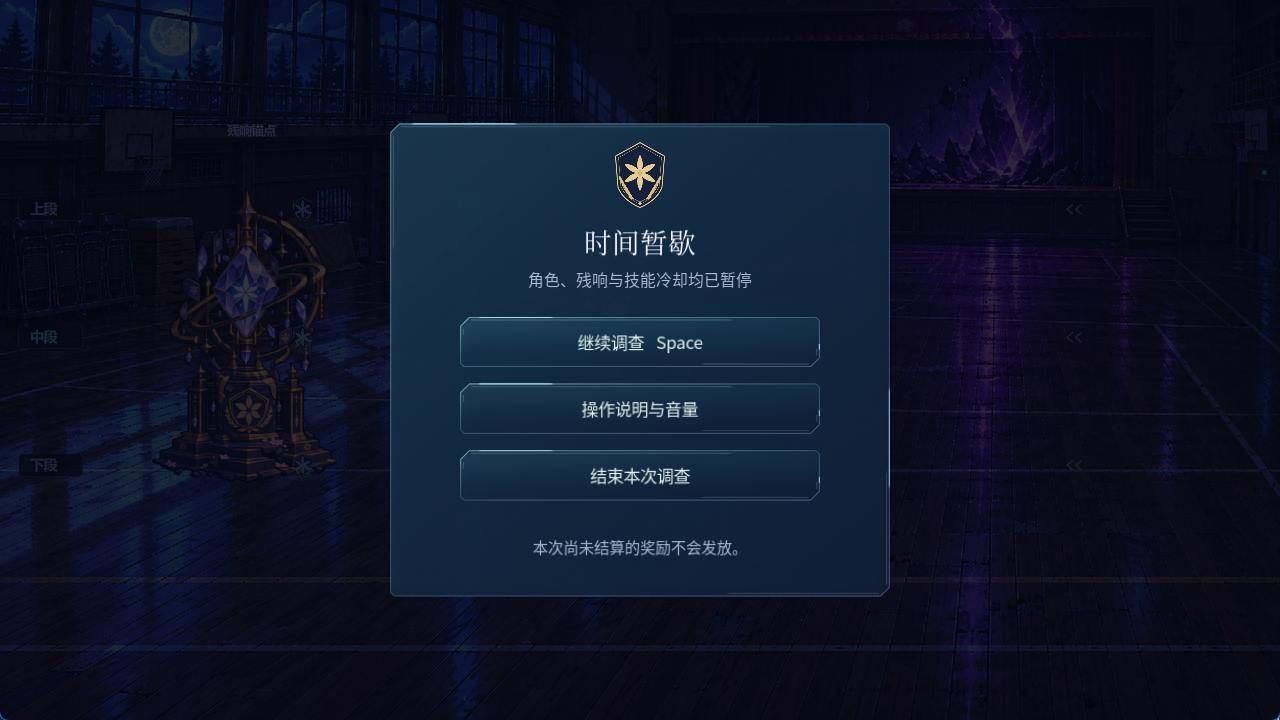 残响锚点
上段
中段
下段
时间暂歇
角色、残响与技能冷却均已暂停
继续调查 Space
操作说明与音量
结束本次调查
本次尚未结算的奖励不会发放。